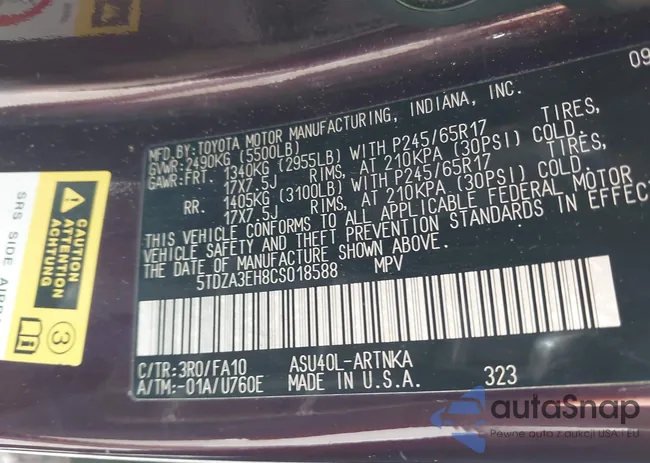 09
MFD.BY:TOYOTA MOTOR MANUFACTURING, INDIANA, INC.
GVWR:2490KG (5500LB)
GAWR:FRT. 1340KG (2955LB) WITH P245/65R17 TIRES,
17X7.5J RIMS, AT 210KPA (30PSI) COLD.
RR. 1405KG (3100LB) WITH P245/65R17 TIRES,
17X7.5J RIMS, AT 210KPA (30PSI) COLD.
THIS VEHICLE CONFORMS TO ALL APPLICABLE FEDERAL MOTOR
VEHICLE SAFETY AND THEFT PREVENTION STANDARDS IN EFFEC
THE DATE OF MANUFACTURE SHOWN ABOVE.
5TDZA3EH8CS018588 MPV
C/TR:3R0/FA10 ASU40L-ARTNKA
A/TM:-01A/U760E MADE IN U.S.A. 323
CAUTION
ATTENTION
ACHTUNG
SRS SIDE AIRBA
3
autoSnap
Pewne auto z aukcji USA i EU